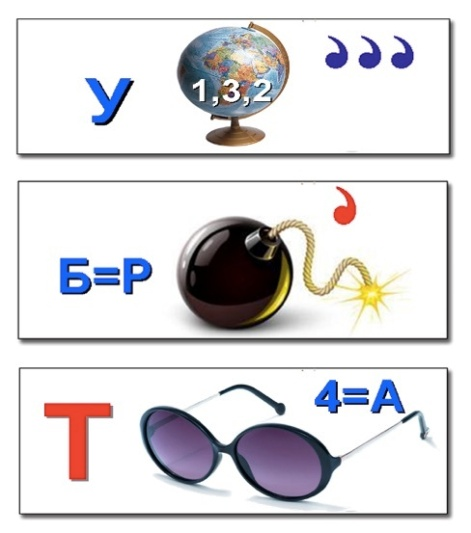 У
1,3,2
,,,
Б=Р
,
Т
4=А